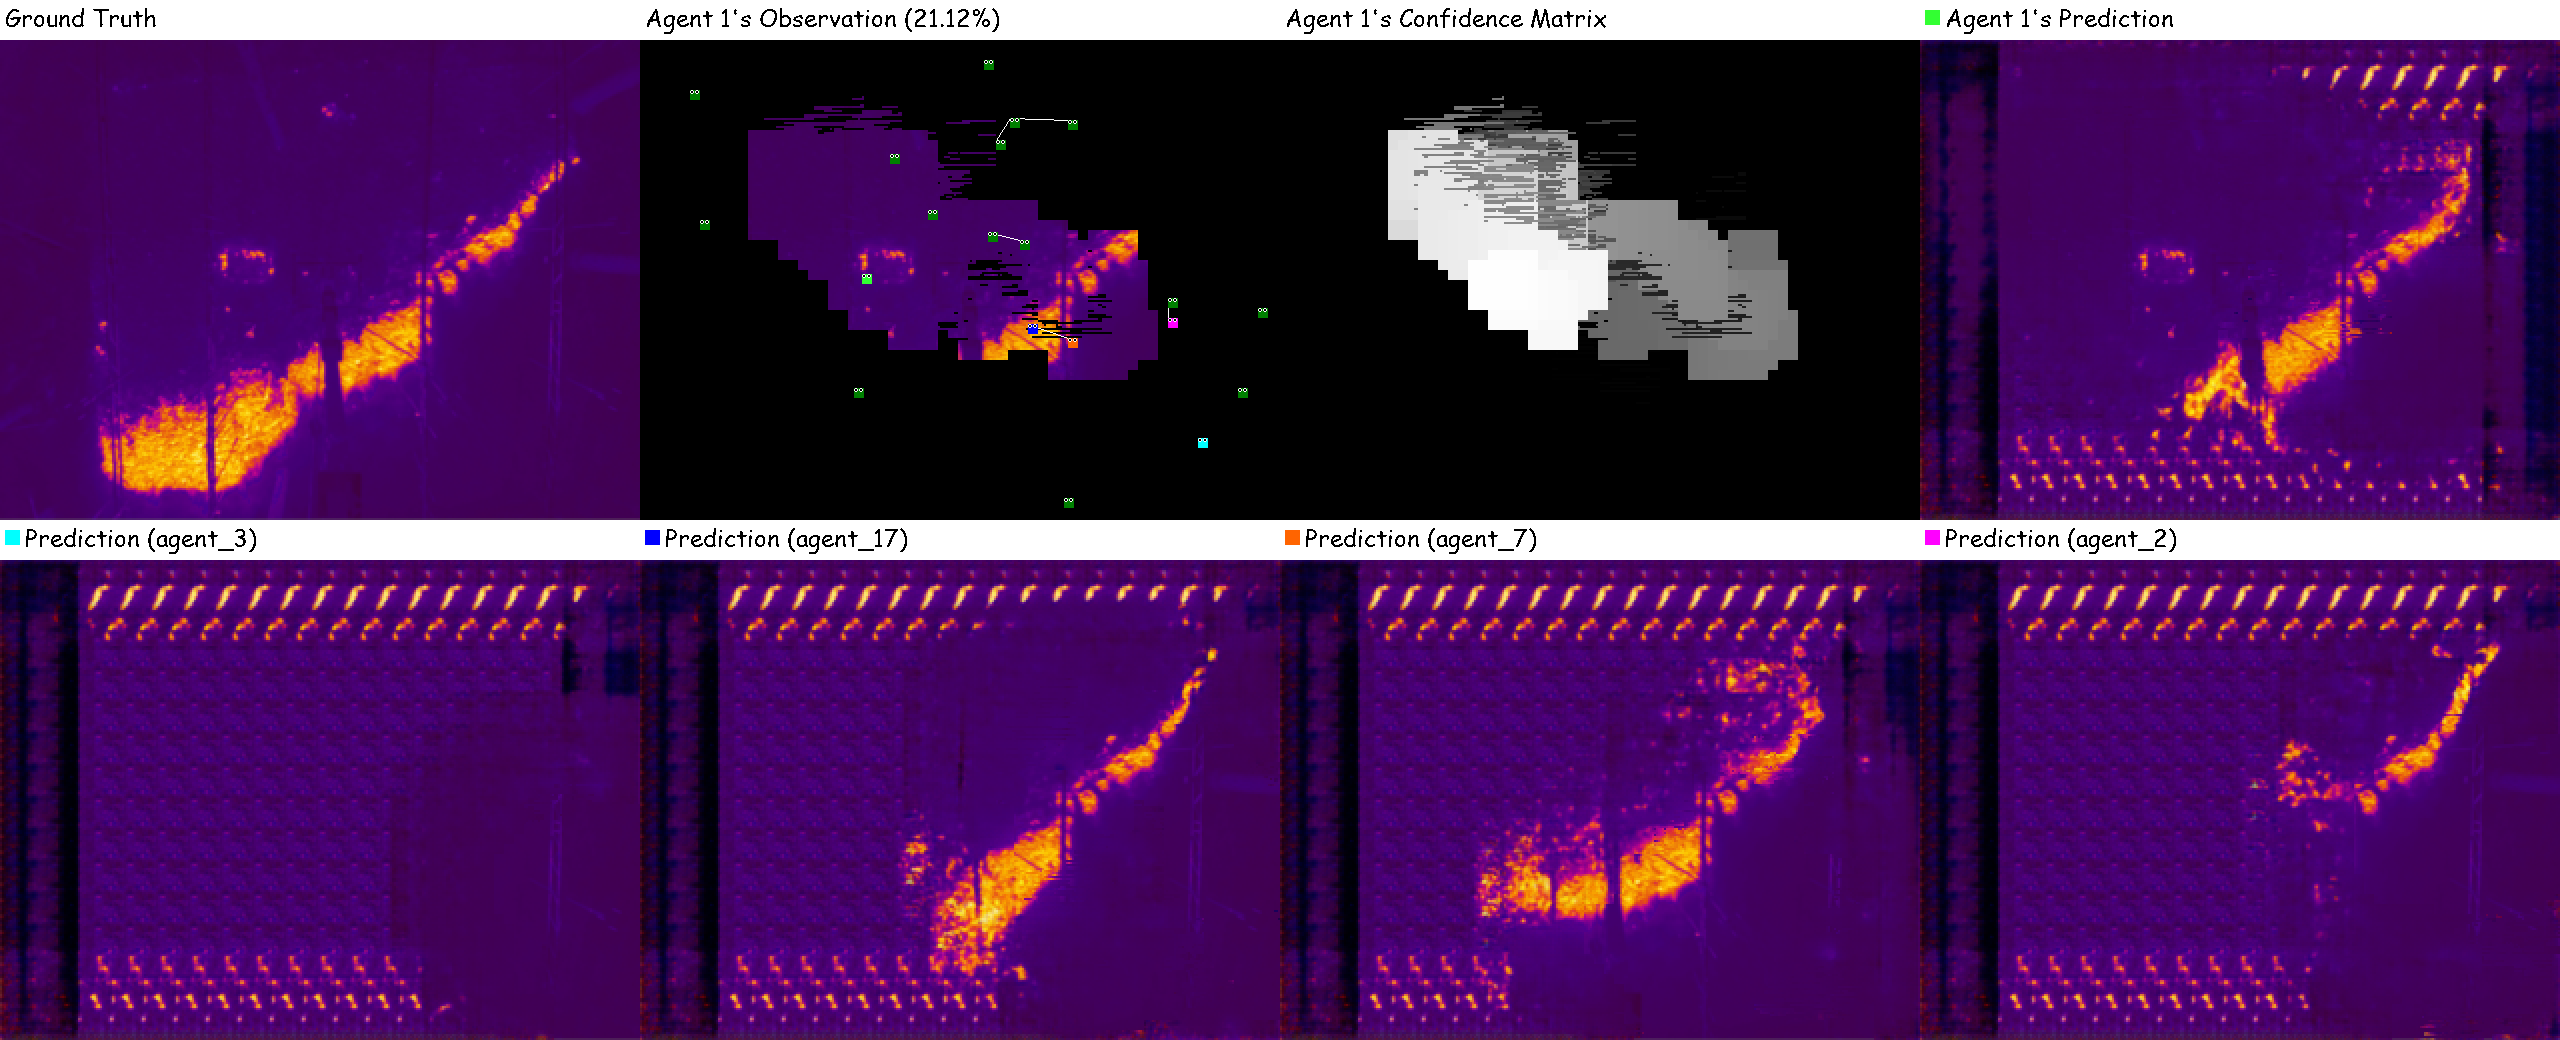 Ground Truth
Agent 1's Observation (21.12%)
Agent 1's Confidence Matrix
Agent 1's Prediction
Prediction (agent_3)
Prediction (agent_17)
Prediction (agent_7)
Prediction (agent_2)